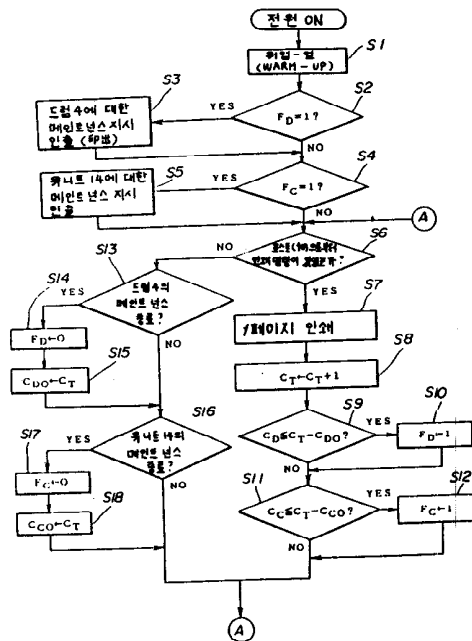 전원 ON
S1
워밍-업
(WARM-UP)
S2
S3
드럼 4에 대한
메인트넌스 지시
인출 (印出)
YES
F_D=1?
NO
S4
S5
유니트 14에 대한
메인트넌스 지시
인출
YES
F_C=1?
NO
A
S6
NO
YES
S13
드럼 4의
메인트넌스
종료?
YES
NO
S14
F_D←0
S15
C_DO←C_T
S7
1페이지 인쇄
S8
C_T←C_T+1
S9
C_D≦C_T-C_DO?
YES
NO
S10
F_D←1
S16
유니트 14의
메인트넌스
종료?
YES
NO
S17
F_C←0
S18
C_CO←C_T
S11
C_C≦C_T-C_CO?
YES
NO
S12
F_C←1
A